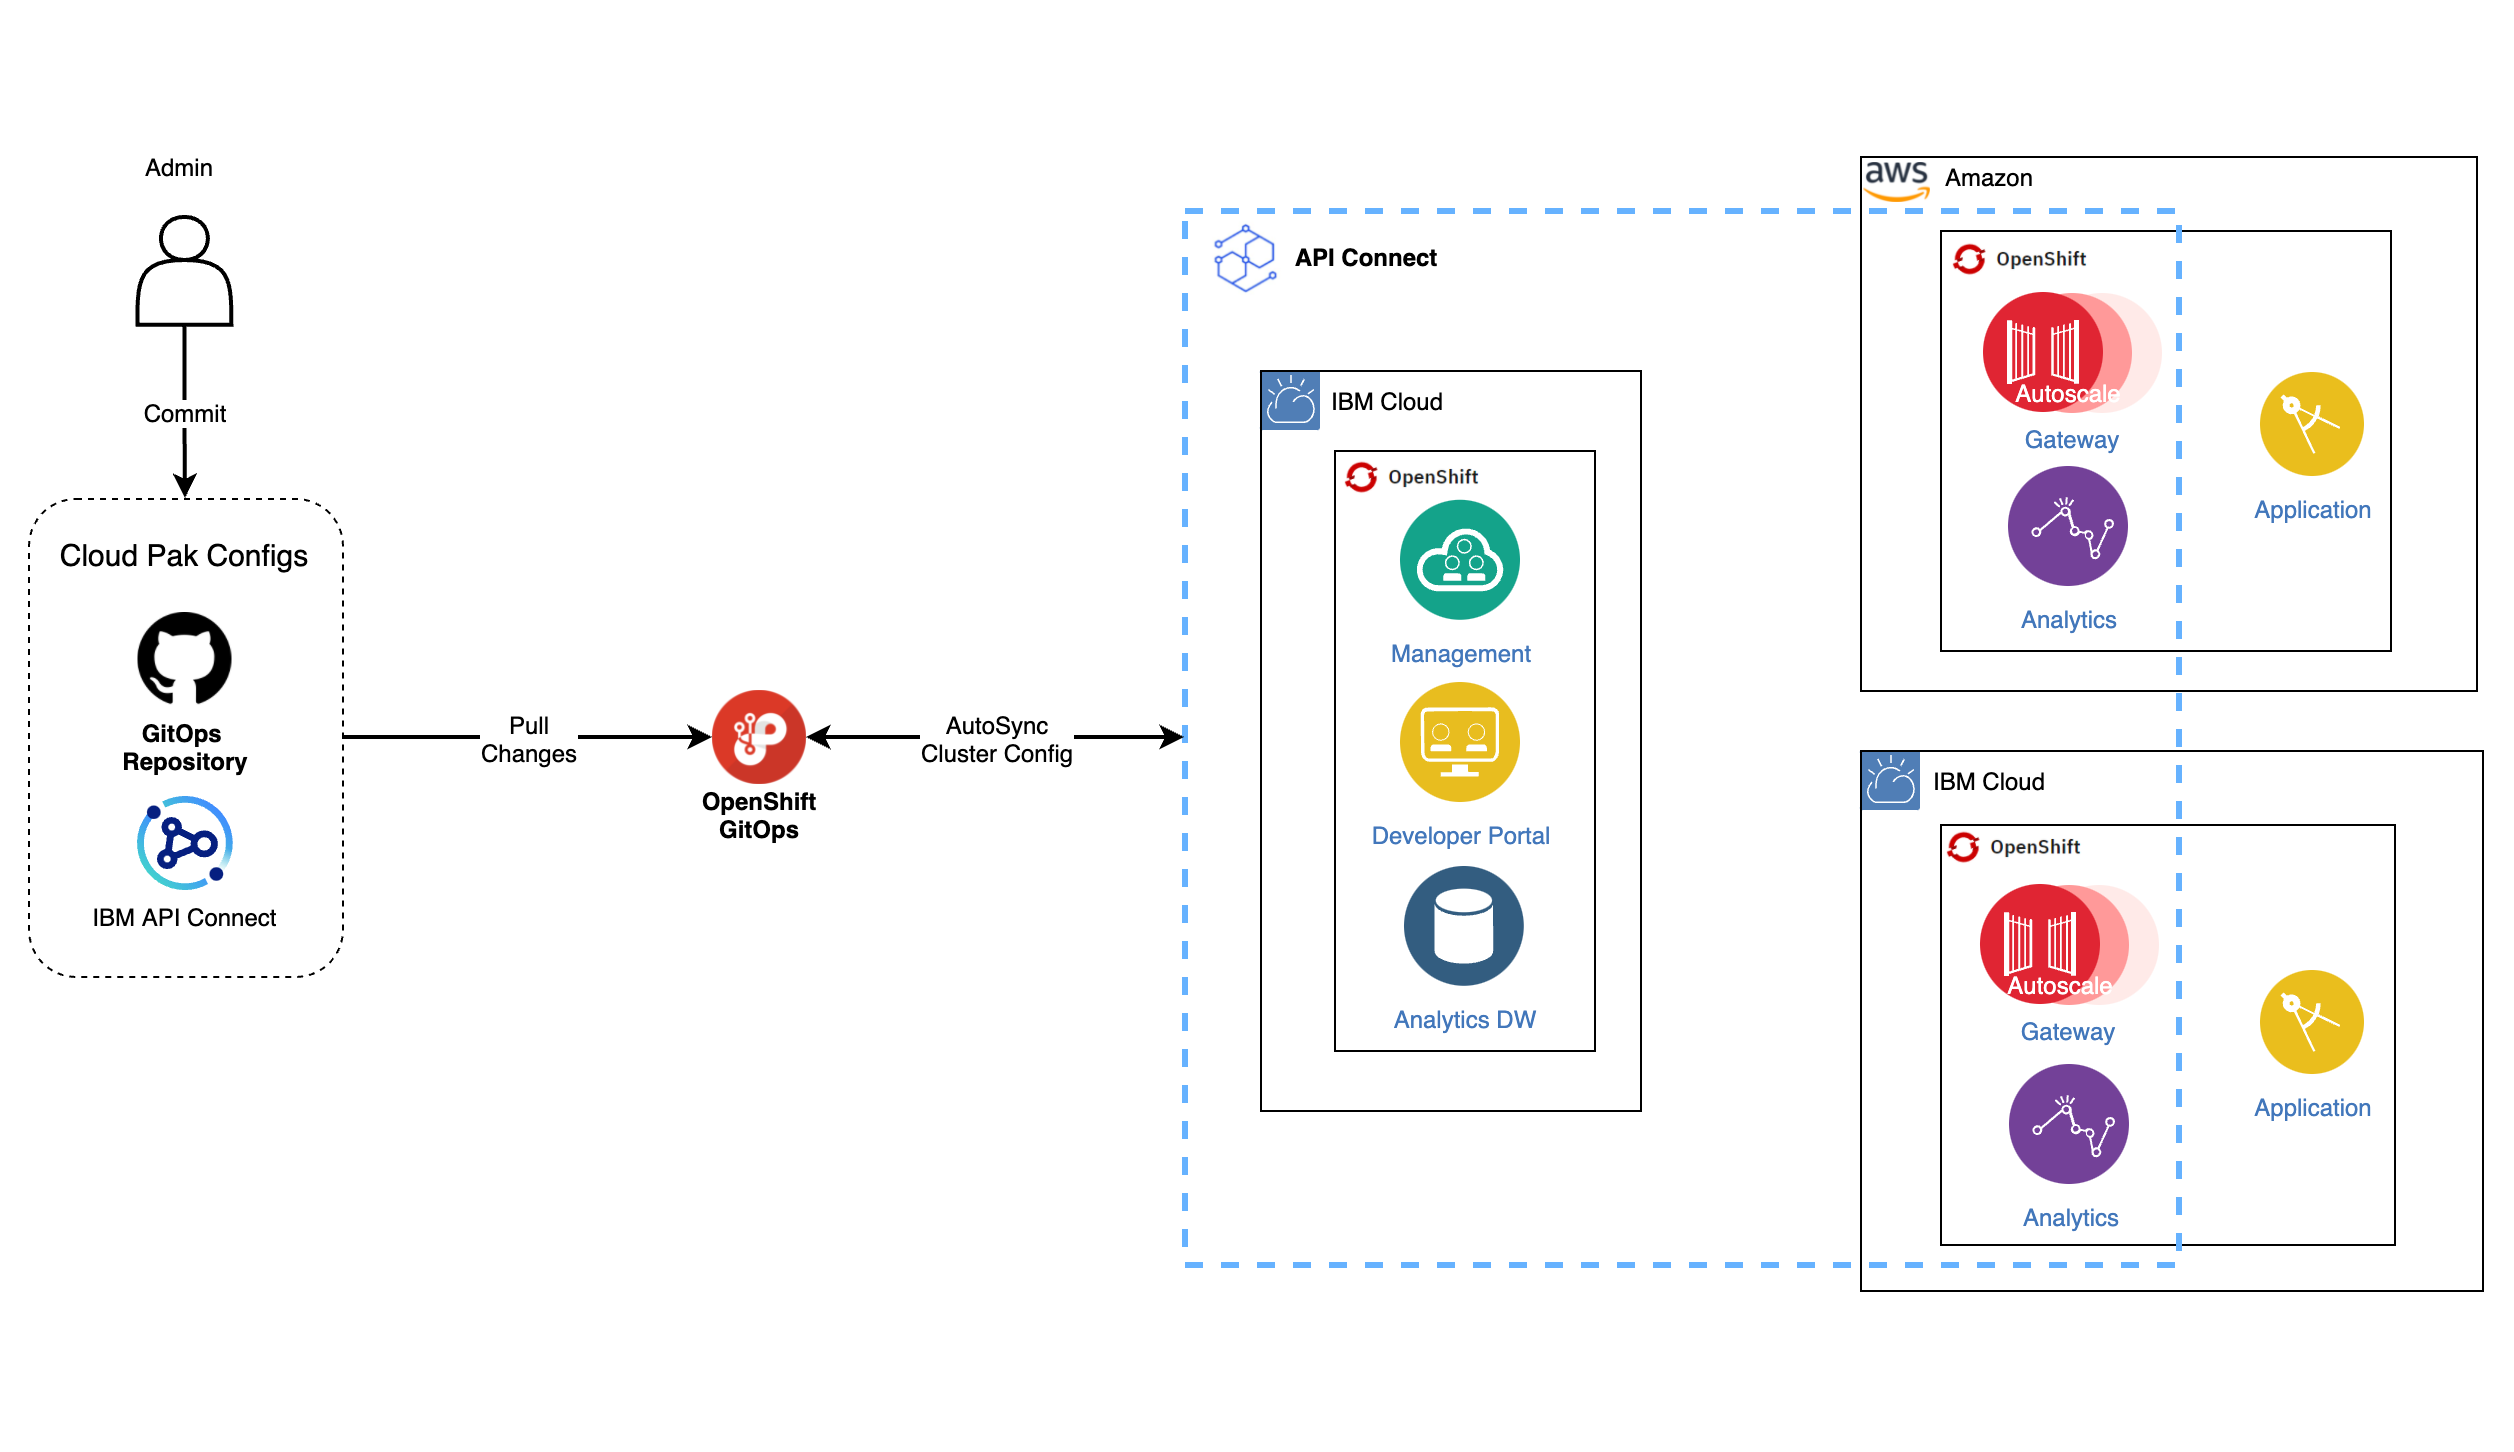 Admin
Commit
Cloud Pak Configs
GitOps
Repository
IBM API Connect
Pull
Changes
OpenShift
GitOps
AutoSync
Cluster Config
API Connect
IBM Cloud
OpenShift
Management
Developer Portal
Analytics DW
aws
Amazon
OpenShift
Autoscale
Gateway
Analytics
Application
IBM Cloud
OpenShift
Autoscale
Gateway
Analytics
Application